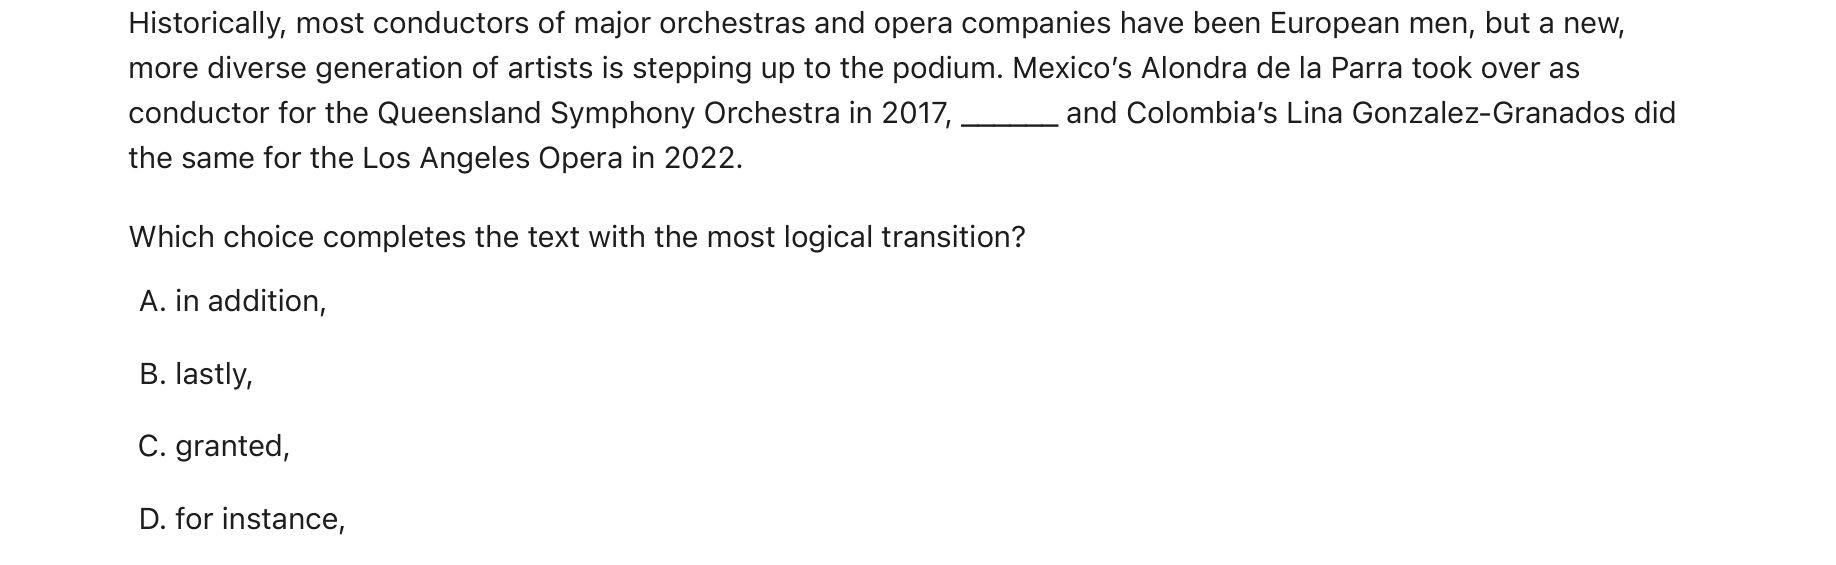 Historically, most conductors of major orchestras and opera companies have been European men, but a new,
more diverse generation of artists is stepping up to the podium. Mexico’s Alondra de la Parra took over as
conductor for the Queensland Symphony Orchestra in 2017, ______ and Colombia’s Lina Gonzalez-Granados did
the same for the Los Angeles Opera in 2022.
Which choice completes the text with the most logical transition?
A. in addition,
B. lastly,
C. granted,
D. for instance,